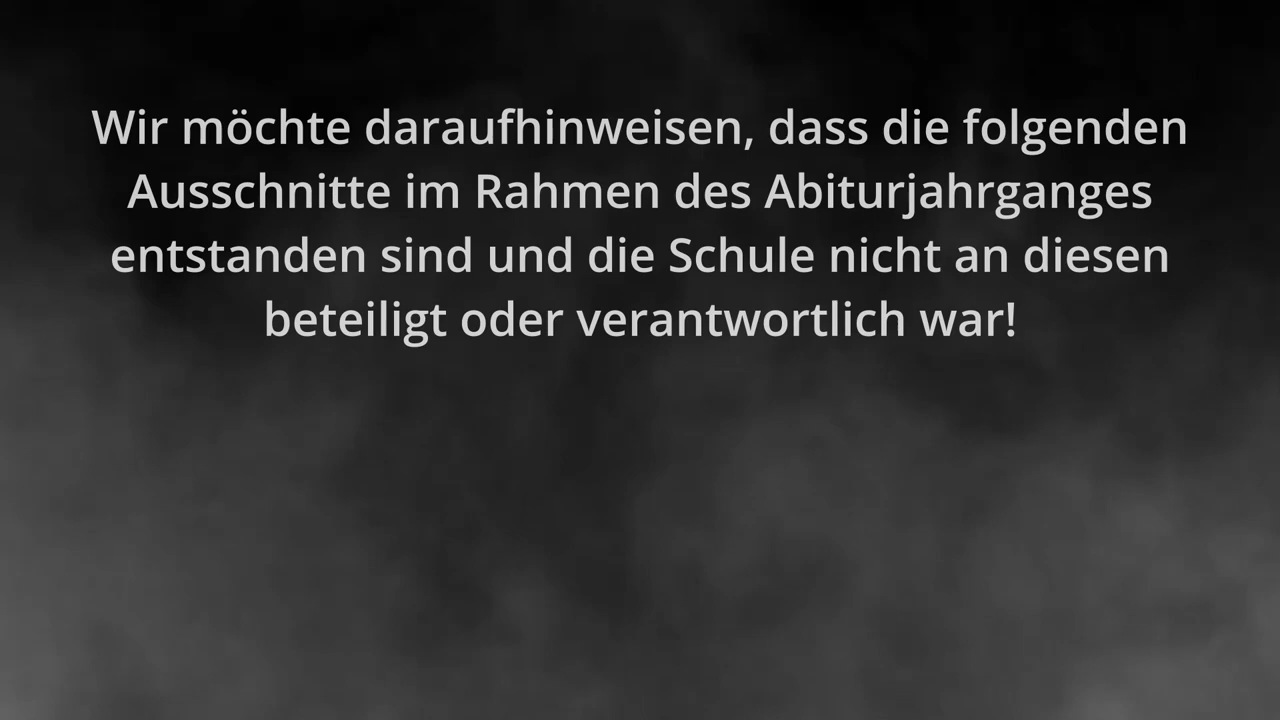 Wir möchte daraufhinweisen, dass die folgenden
Ausschnitte im Rahmen des Abiturjahrganges
entstanden sind und die Schule nicht an diesen
beteiligt oder verantwortlich war!